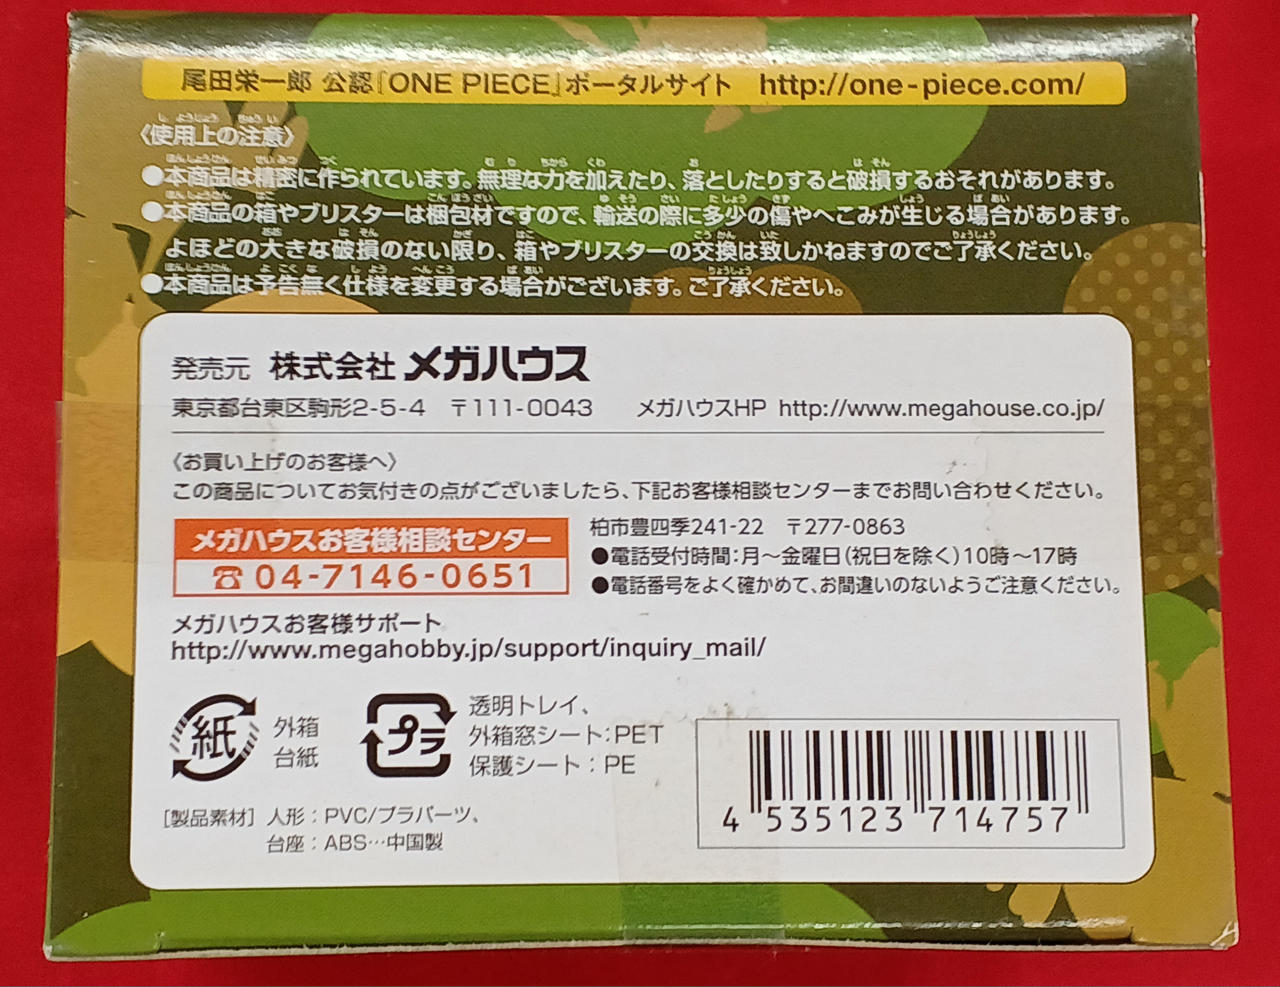 尾田栄一郎 公認『ONE PIECE』ポータルサイト http://one-piece.com/
〈使用上の注意〉
●本商品は精密に作られています。無理な力を加えたり、落としたりすると破損するおそれがあります。
●本商品の箱やブリスターは梱包材ですので、輸送の際に多少の傷やへこみが生じる場合があります。
よほどの大きな破損のない限り、箱やブリスターの交換は致しかねますのでご了承ください。
●本商品は予告無く仕様を変更する場合がございます。ご了承ください。
発売元 株式会社 メガハウス
東京都台東区駒形2-5-4 〒111-0043 メガハウスHP http://www.megahouse.co.jp/
〈お買い上げのお客様へ〉
この商品についてお気付きの点がございましたら、下記お客様相談センターまでお問い合わせください。
メガハウスお客様相談センター
☎04-7146-0651
柏市豊四季241-22 〒277-0863
●電話受付時間：月〜金曜日(祝日を除く)10時〜17時
●電話番号をよく確かめて、お間違いのないようご注意ください。
メガハウスお客様サポート
http://www.megahobby.jp/support/inquiry_mail/
紙 外箱
台紙
プラ 透明トレイ、
外箱窓シート：PET
保護シート：PE
[製品素材] 人形：PVC/プラパーツ、
台座：ABS…中国製
4 535123 714757